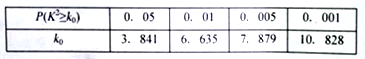 P(K²≥k₀) 0. 05 0. 01 0. 005 0. 001
k₀ 3. 841 6. 635 7. 879 10. 828